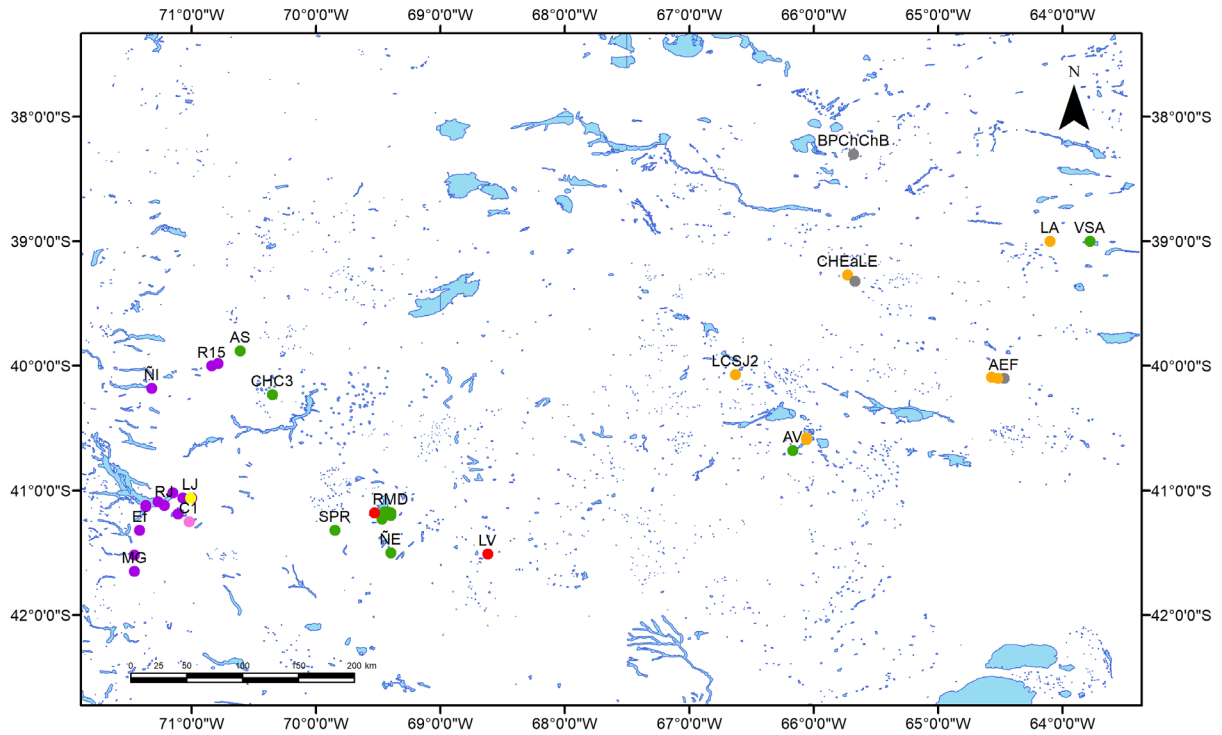 71°0'0"W 70°0'0"W 69°0'0"W 68°0'0"W 67°0'0"W 66°0'0"W 65°0'0"W 64°0'0"W
N
38°0'0"S 38°0'0"S
BPChChB
39°0'0"S 39°0'0"S
LA VSA
CHEaLE
AS
R15
40°0'0"S 40°0'0"S
LCSJ2
AEF
ÑI
CHC3
AV
41°0'0"S 41°0'0"S
RJ LJ
C1
RMD
Ef
SPR
ÑE
LV
MG
42°0'0"S 42°0'0"S
0 25 50 100 150 200 km
71°0'0"W 70°0'0"W 69°0'0"W 68°0'0"W 67°0'0"W 66°0'0"W 65°0'0"W 64°0'0"W